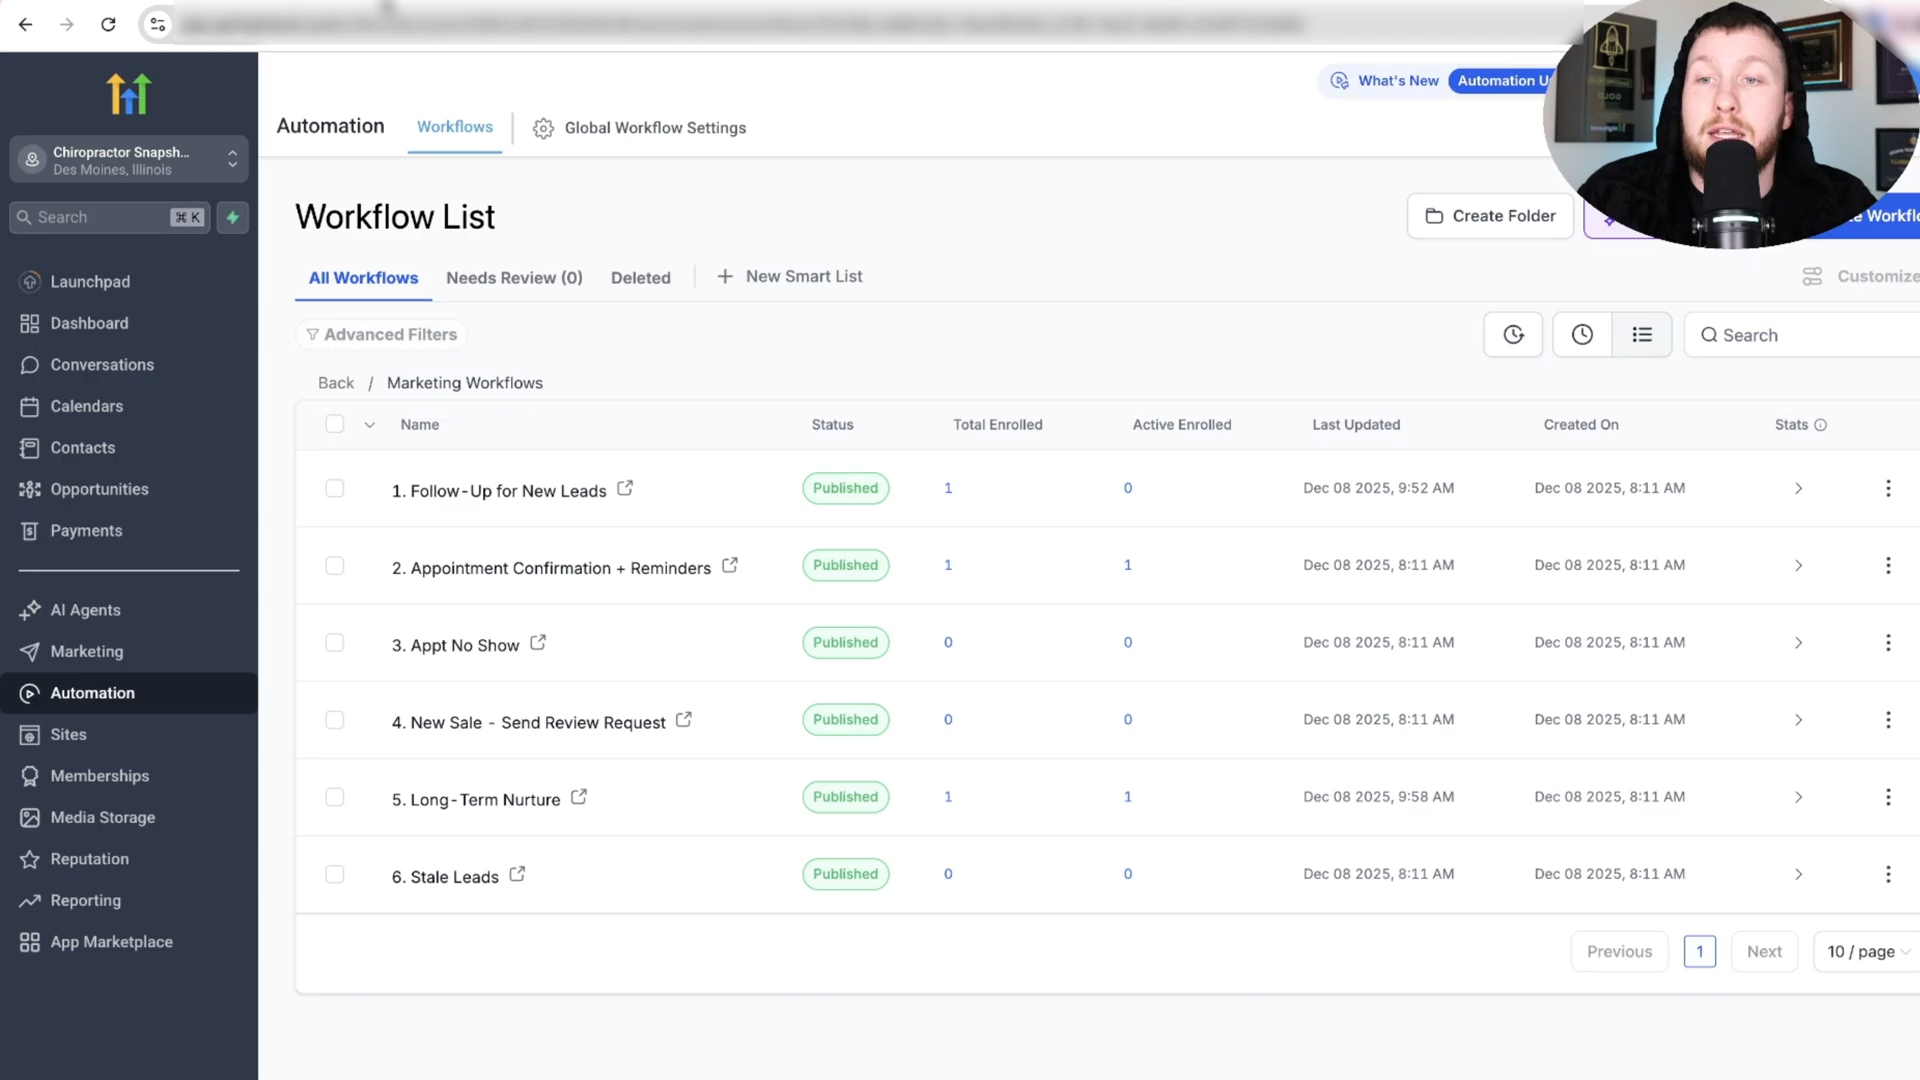 What's New
Automation U
Automation
Workflows
Global Workflow Settings
Chiropractor Snapsh...
Des Moines, Illinois
Search
⌘ K
Workflow List
Create Folder
Workflo
All Workflows
Needs Review (0)
Deleted
New Smart List
Customize
Launchpad
Dashboard
Conversations
Calendars
Contacts
Opportunities
Payments
AI Agents
Marketing
Automation
Sites
Memberships
Media Storage
Reputation
Reporting
App Marketplace
Advanced Filters
Search
Back / Marketing Workflows
Name Status Total Enrolled Active Enrolled Last Updated Created On Stats
1. Follow-Up for New Leads Published 1 0 Dec 08 2025, 9:52 AM Dec 08 2025, 8:11 AM
2. Appointment Confirmation + Reminders Published 1 1 Dec 08 2025, 8:11 AM Dec 08 2025, 8:11 AM
3. Appt No Show Published 0 0 Dec 08 2025, 8:11 AM Dec 08 2025, 8:11 AM
4. New Sale - Send Review Request Published 0 0 Dec 08 2025, 8:11 AM Dec 08 2025, 8:11 AM
5. Long-Term Nurture Published 1 1 Dec 08 2025, 9:58 AM Dec 08 2025, 8:11 AM
6. Stale Leads Published 0 0 Dec 08 2025, 8:11 AM Dec 08 2025, 8:11 AM
Previous 1 Next 10 / page